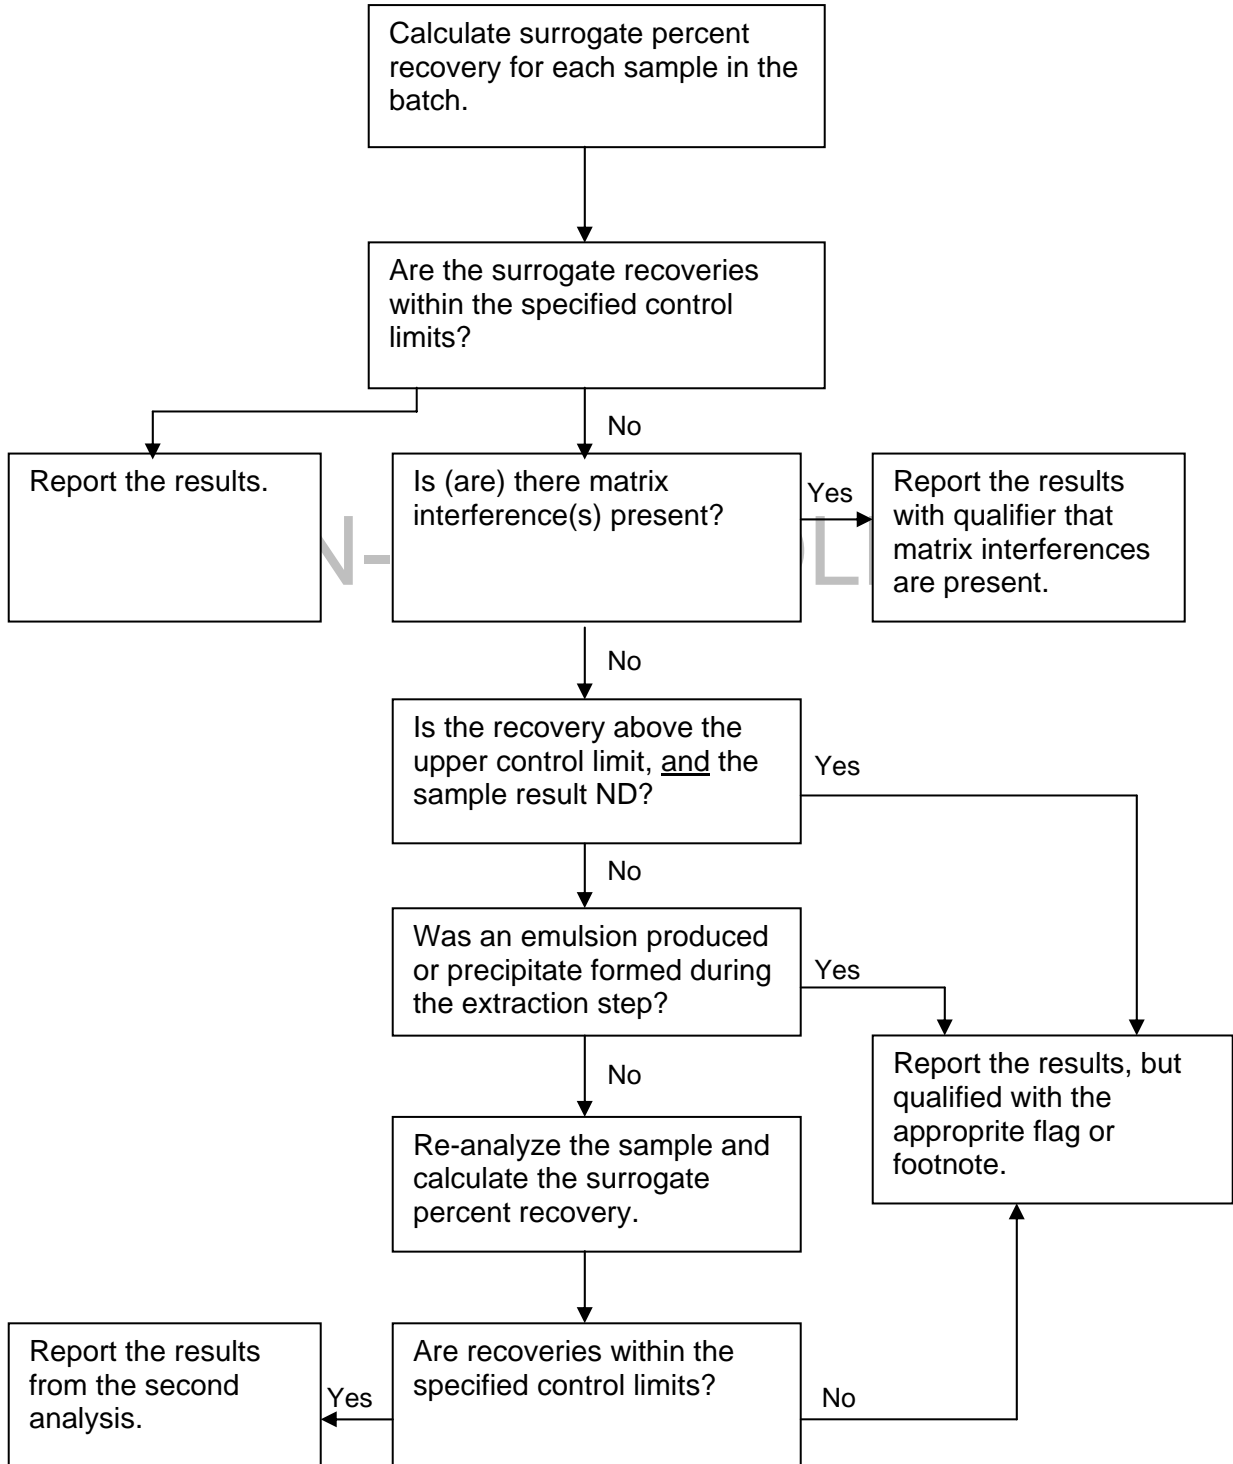 Calculate surrogate percent
recovery for each sample in the
batch.
Are the surrogate recoveries
within the specified control
limits?
No
Report the results.
Is (are) there matrix
interference(s) present?
Yes
Report the results
with qualifier that
matrix interferences
are present.
No
Is the recovery above the
upper control limit, and the
sample result ND?
Yes
No
Was an emulsion produced
or precipitate formed during
the extraction step?
Yes
No
Report the results, but
qualified with the
approprite flag or
footnote.
Re-analyze the sample and
calculate the surrogate
percent recovery.
Report the results
from the second
analysis.
Yes
Are recoveries within the
specified control limits?
No